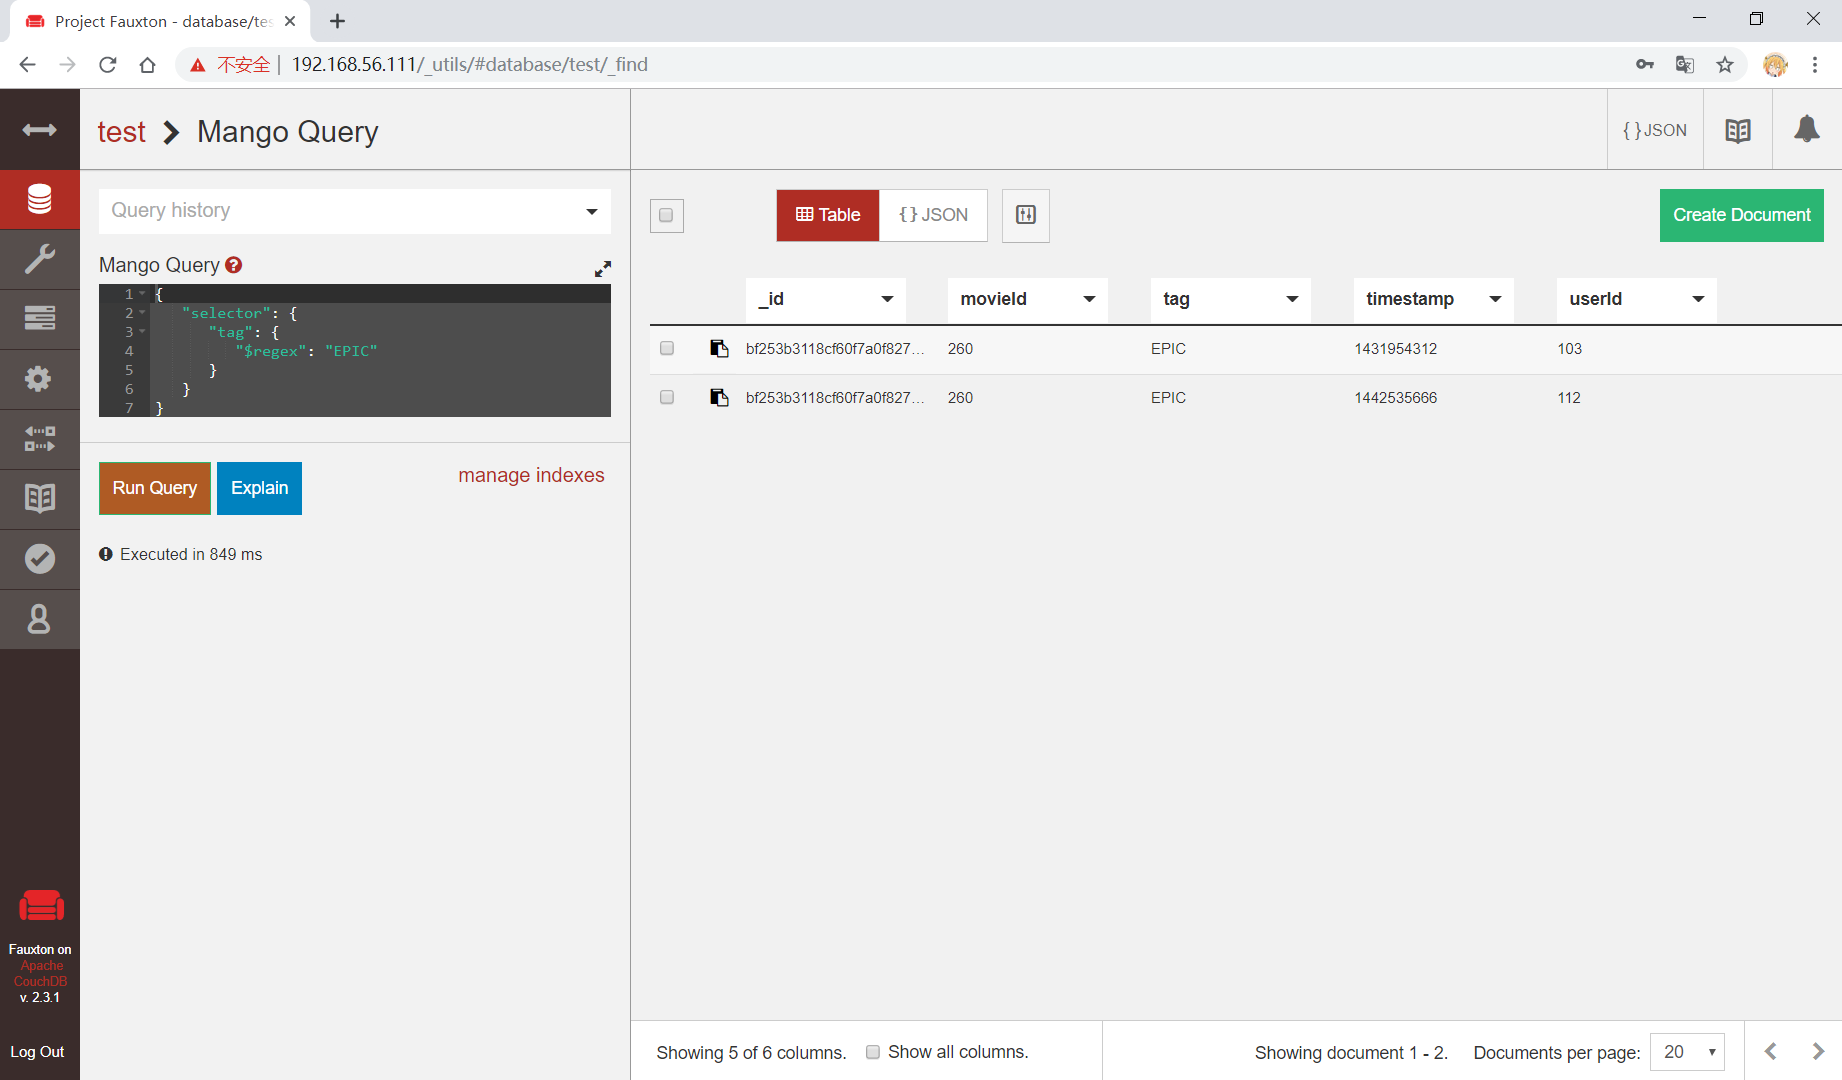 Project Fauxton - database/tes
不安全 192.168.56.111/_utils/#database/test/_find
test Mango Query
{ } JSON
Query history
Mango Query
1 {
2 "selector": {
3 "tag": {
4 "$regex": "EPIC"
5 }
6 }
7 }
Run Query Explain manage indexes
Executed in 849 ms
Table {} JSON Create Document
_id movieId tag timestamp userId
bf253b3118cf60f7a0f827... 260 EPIC 1431954312 103
bf253b3118cf60f7a0f827... 260 EPIC 1442535666 112
Fauxton on
Apache
CouchDB
v. 2.3.1
Log Out
Showing 5 of 6 columns. Show all columns. Showing document 1 - 2. Documents per page: 20